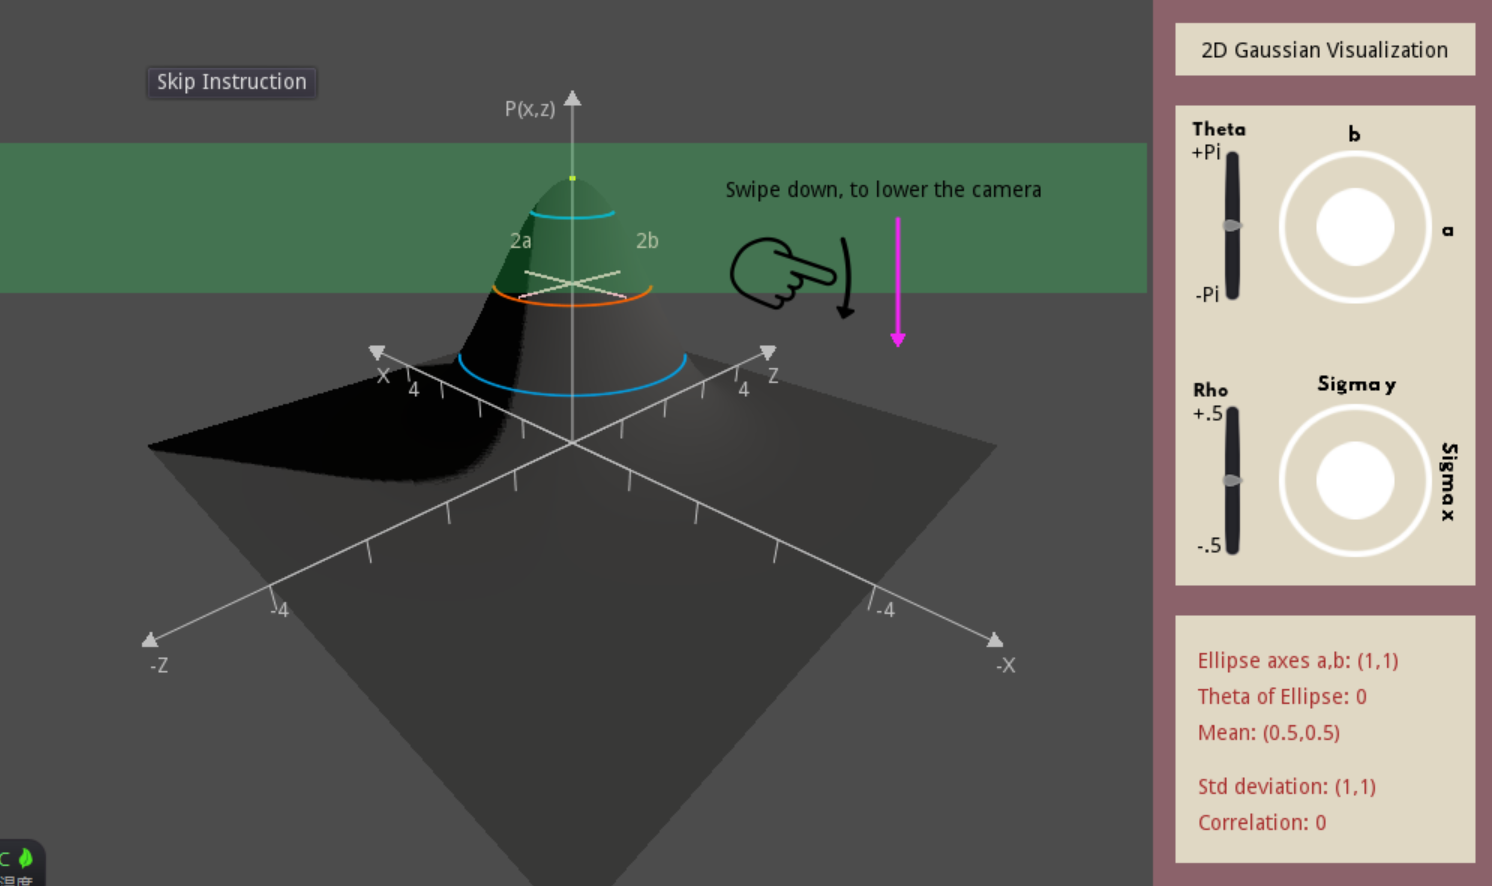 2D Gaussian Visualization
Skip Instruction
P(x,z)
Swipe down, to lower the camera
2a
2b
X
4
4
Z
-4
-4
-Z
-X
Theta
+Pi
-Pi
b
a
Rho
+.5
-.5
Sigma y
Sigma x
Ellipse axes a,b: (1,1)
Theta of Ellipse: 0
Mean: (0.5,0.5)
Std deviation: (1,1)
Correlation: 0
C
温度